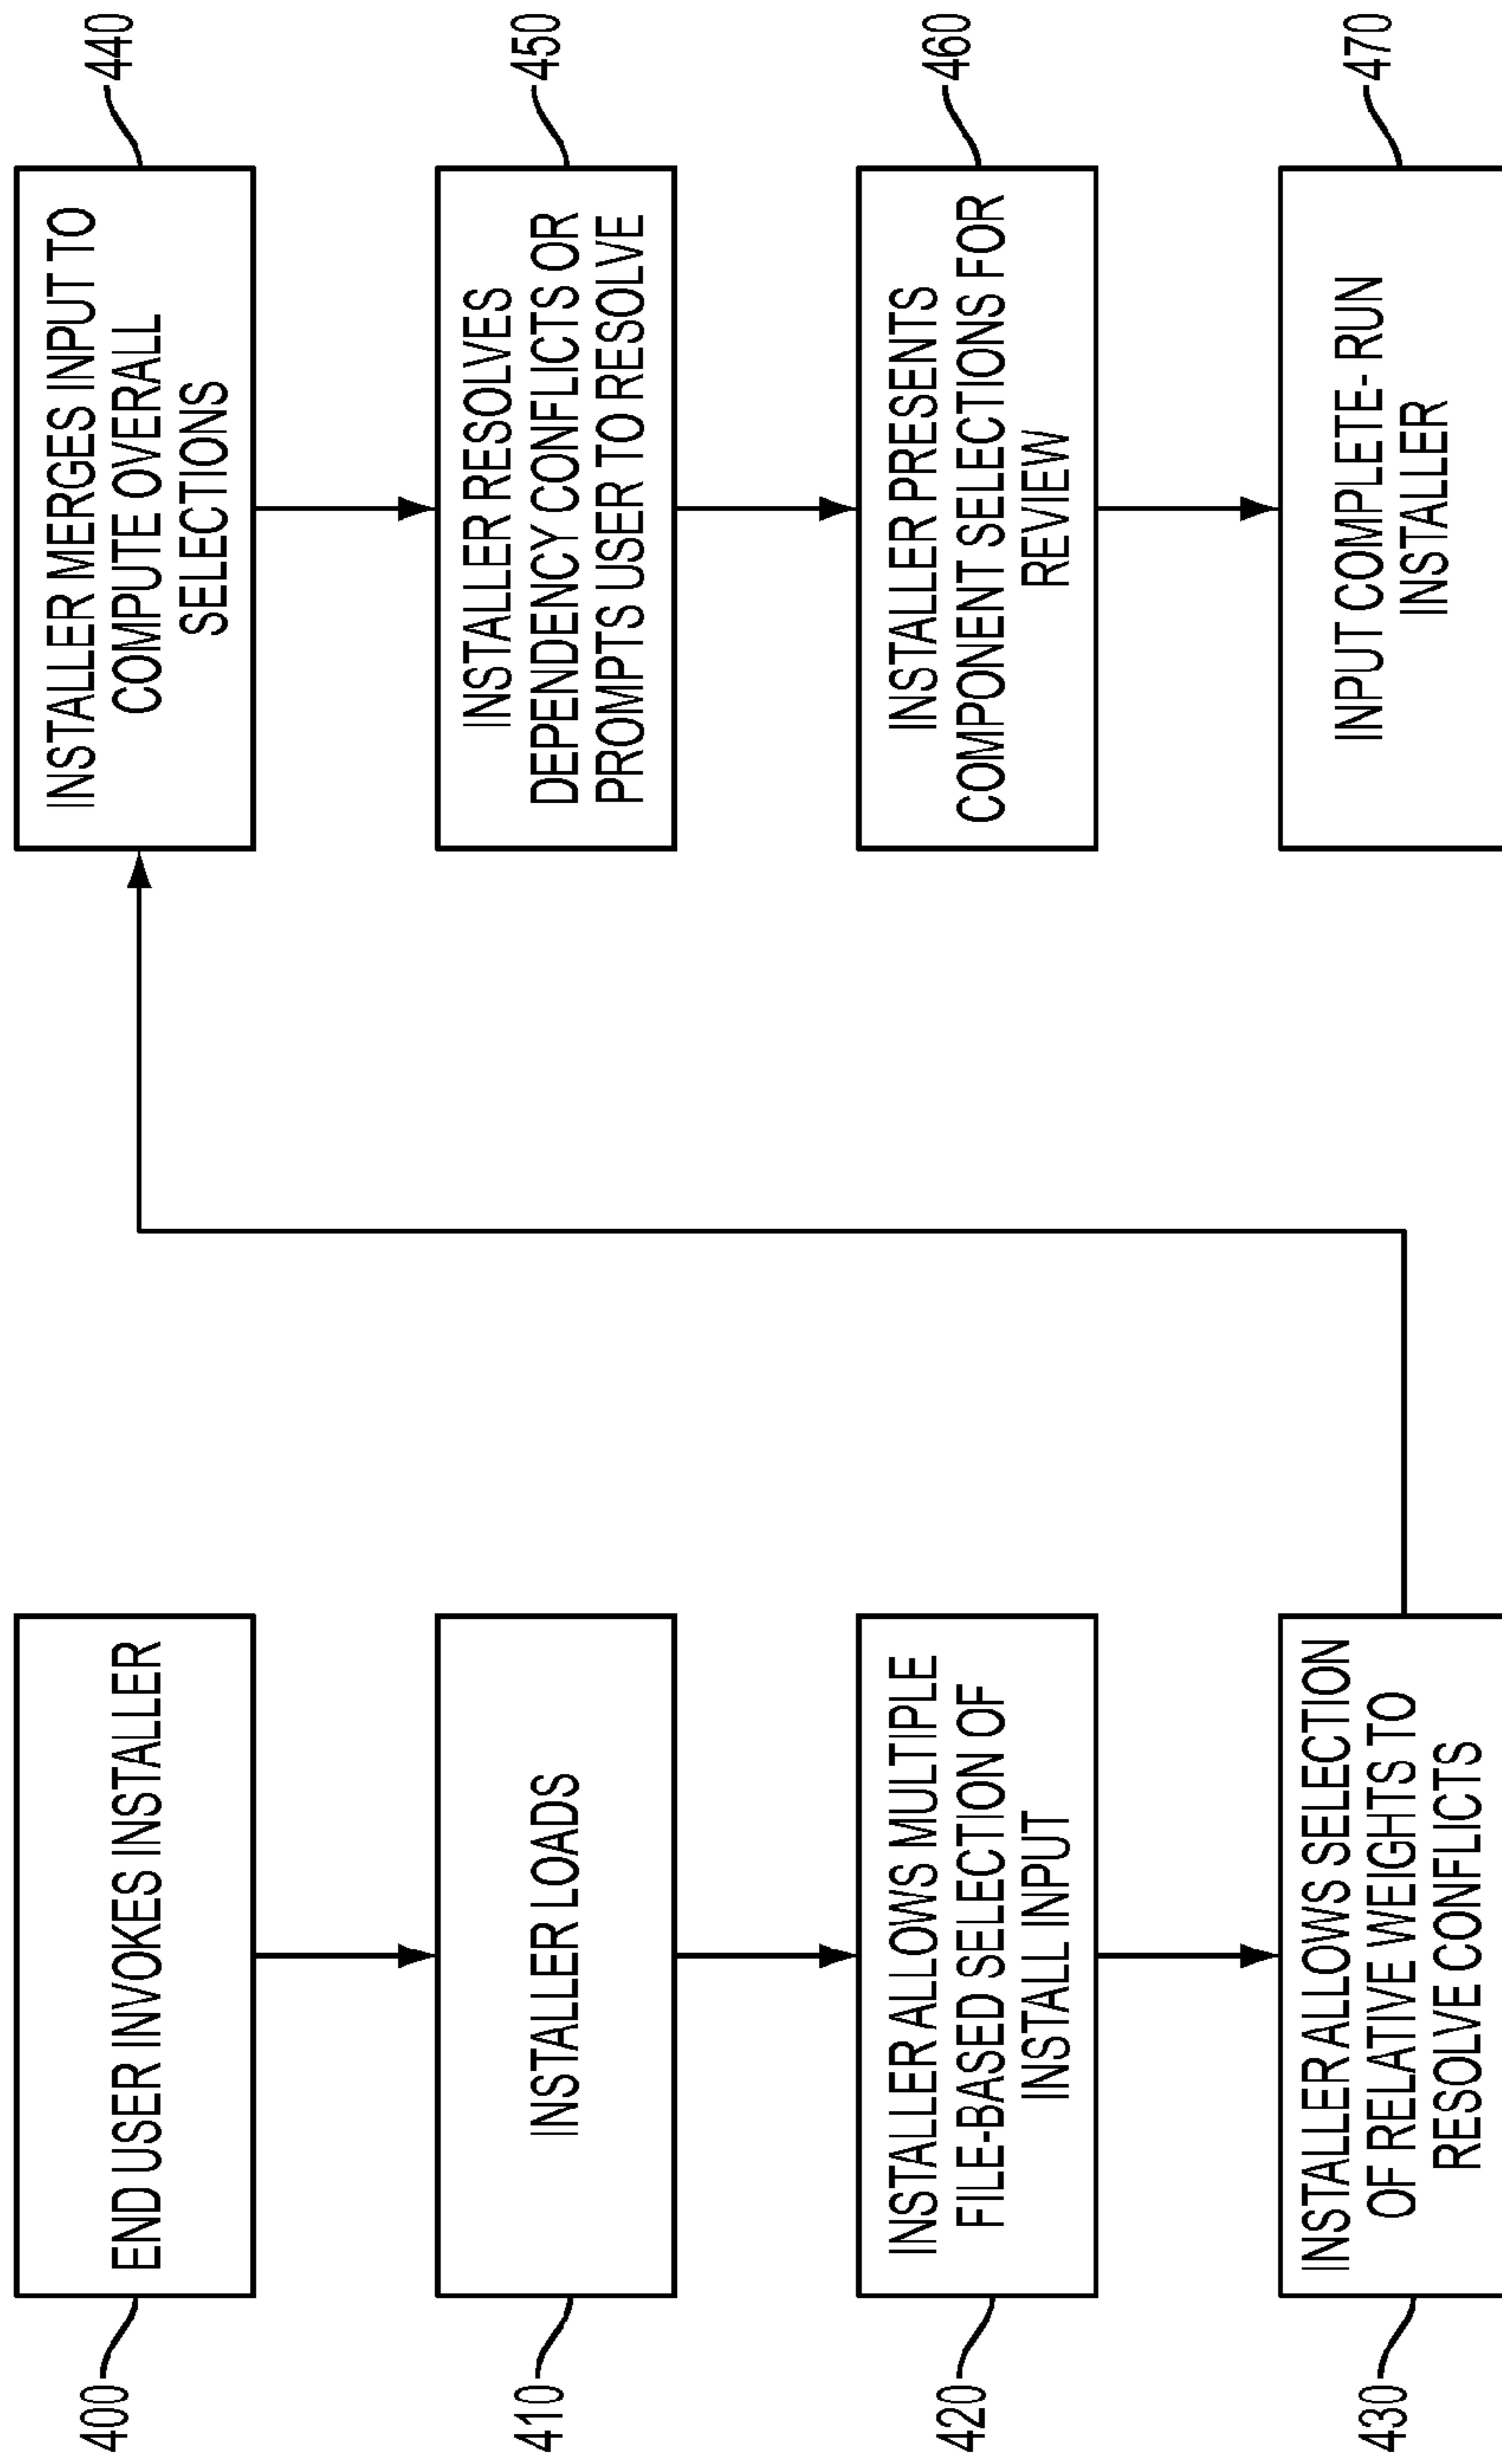 400
END USER INVOKES INSTALLER
410
INSTALLER LOADS
420
INSTALLER ALLOWS MULTIPLE
FILE-BASED SELECTION OF
INSTALL INPUT
430
INSTALLER ALLOWS SELECTION
OF RELATIVE WEIGHTS TO
RESOLVE CONFLICTS
440
INSTALLER MERGES INPUT TO
COMPUTE OVERALL
SELECTIONS
450
INSTALLER RESOLVES
DEPENDENCY CONFLICTS OR
PROMPTS USER TO RESOLVE
460
INSTALLER PRESENTS
COMPONENT SELECTIONS FOR
REVIEW
470
INPUT COMPLETE- RUN
INSTALLER